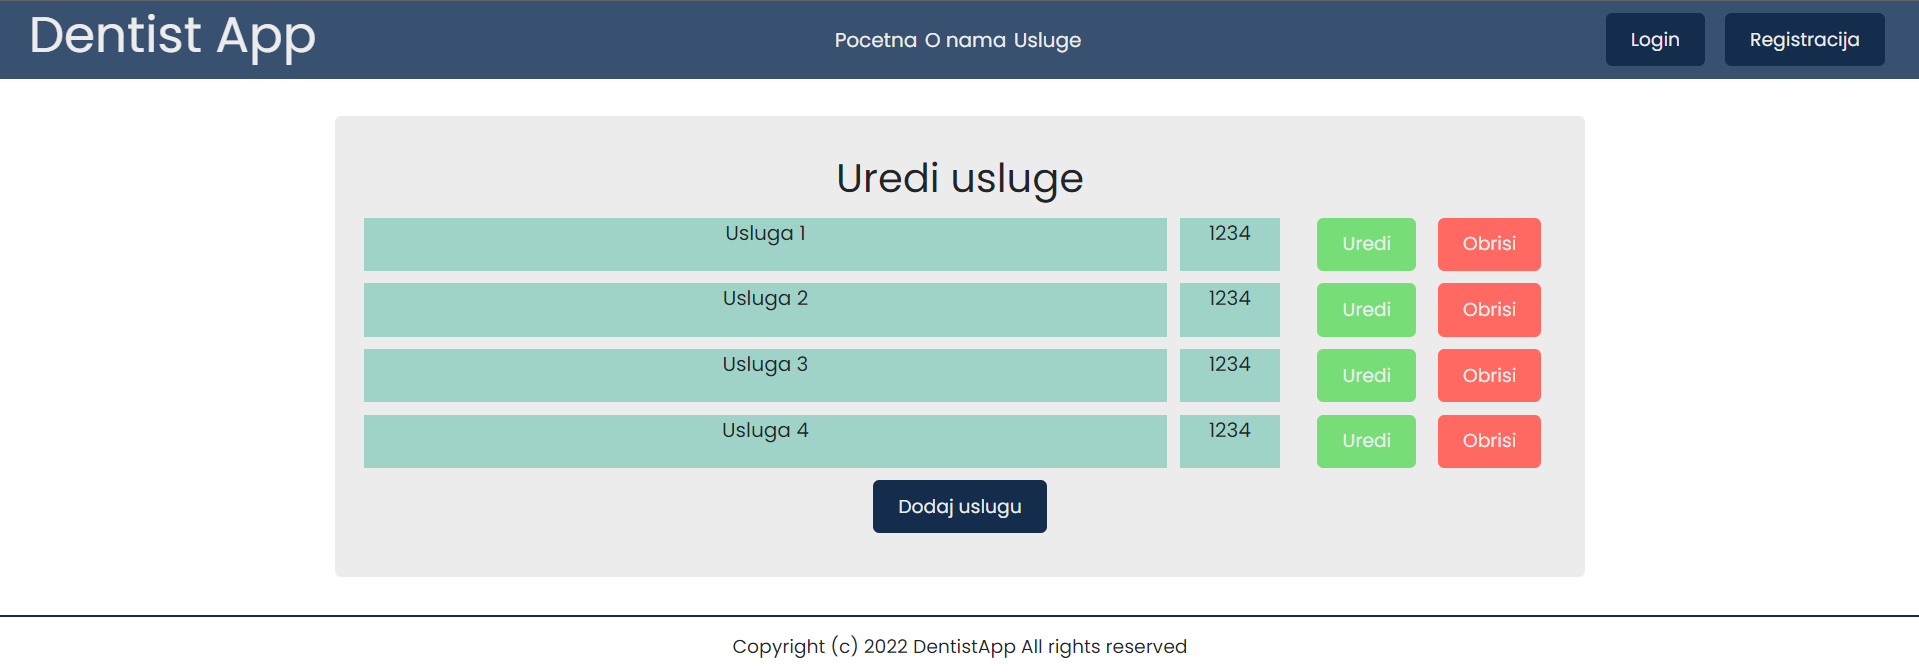 Dentist App Pocetna O nama Usluge Login Registracija
Uredi usluge
Usluga 1 1234 Uredi Obrisi
Usluga 2 1234 Uredi Obrisi
Usluga 3 1234 Uredi Obrisi
Usluga 4 1234 Uredi Obrisi
Dodaj uslugu
Copyright (c) 2022 DentistApp All rights reserved